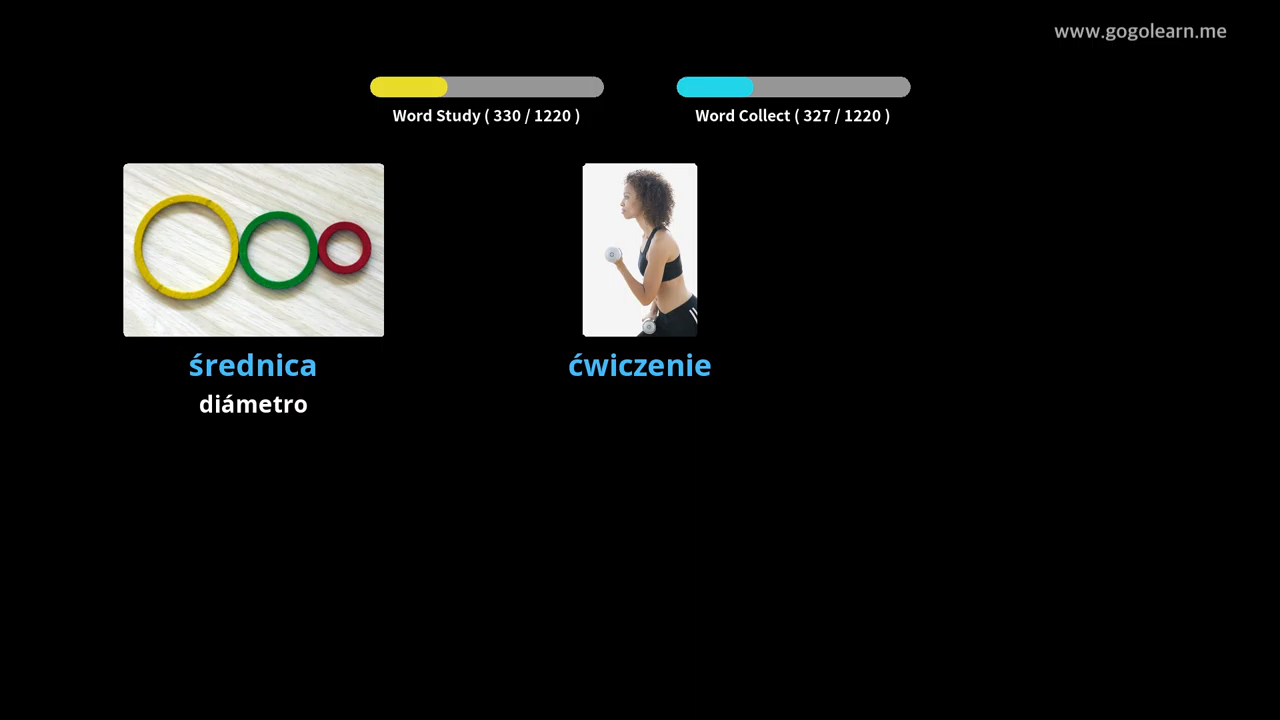 www.gogolearn.me
Word Study ( 330 / 1220 )
Word Collect ( 327 / 1220 )
średnica
diámetro
ćwiczenie